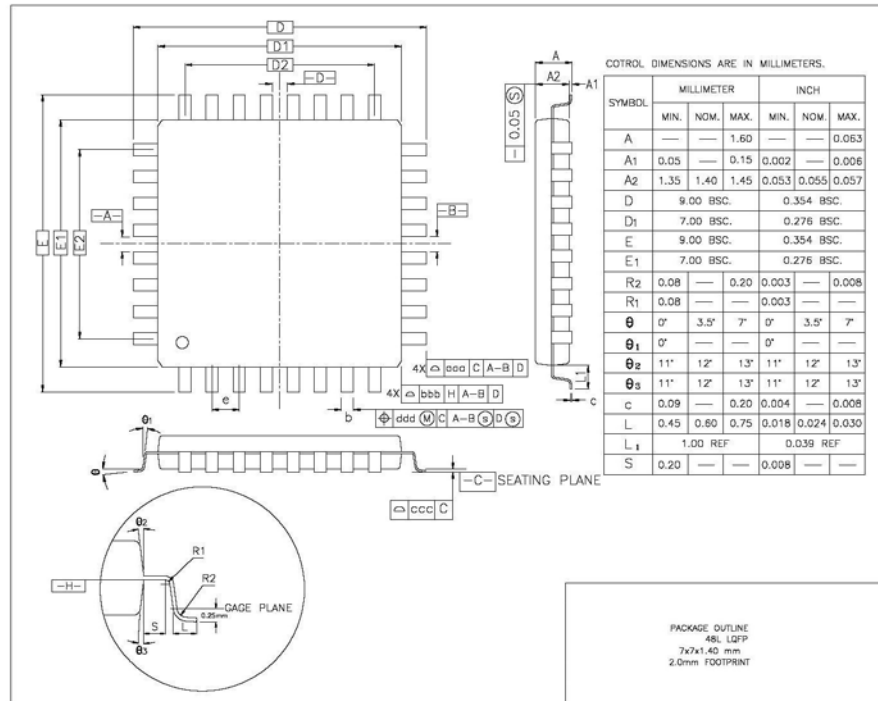 D
D1
D2
-D-
A
A2
A1
0.05 S
E
E1
E2
-A-
-B-
4X aaa C A-B D
4X bbb H A-B D
e
b
ddd M C A-B S D S
L1
c
θ1
θ
-C- SEATING PLANE
ccc C
θ2
R1
R2
-H-
GAGE PLANE
0.25mm
S
L
θ3
COTROL DIMENSIONS ARE IN MILLIMETERS.
SYMBOL MILLIMETER INCH
MIN. NOM. MAX. MIN. NOM. MAX.
A — — 1.60 — — 0.063
A1 0.05 — 0.15 0.002 — 0.006
A2 1.35 1.40 1.45 0.053 0.055 0.057
D 9.00 BSC. 0.354 BSC.
D1 7.00 BSC. 0.276 BSC.
E 9.00 BSC. 0.354 BSC.
E1 7.00 BSC. 0.276 BSC.
R2 0.08 — 0.20 0.003 — 0.008
R1 0.08 — — 0.003 — —
θ 0° 3.5° 7° 0° 3.5° 7°
θ1 0° — — 0° — —
θ2 11° 12° 13° 11° 12° 13°
θ3 11° 12° 13° 11° 12° 13°
c 0.09 — 0.20 0.004 — 0.008
L 0.45 0.60 0.75 0.018 0.024 0.030
L1 1.00 REF 0.039 REF
S 0.20 — — 0.008 — —
PACKAGE OUTLINE
48L LQFP
7x7x1.40 mm
2.0mm FOOTPRINT